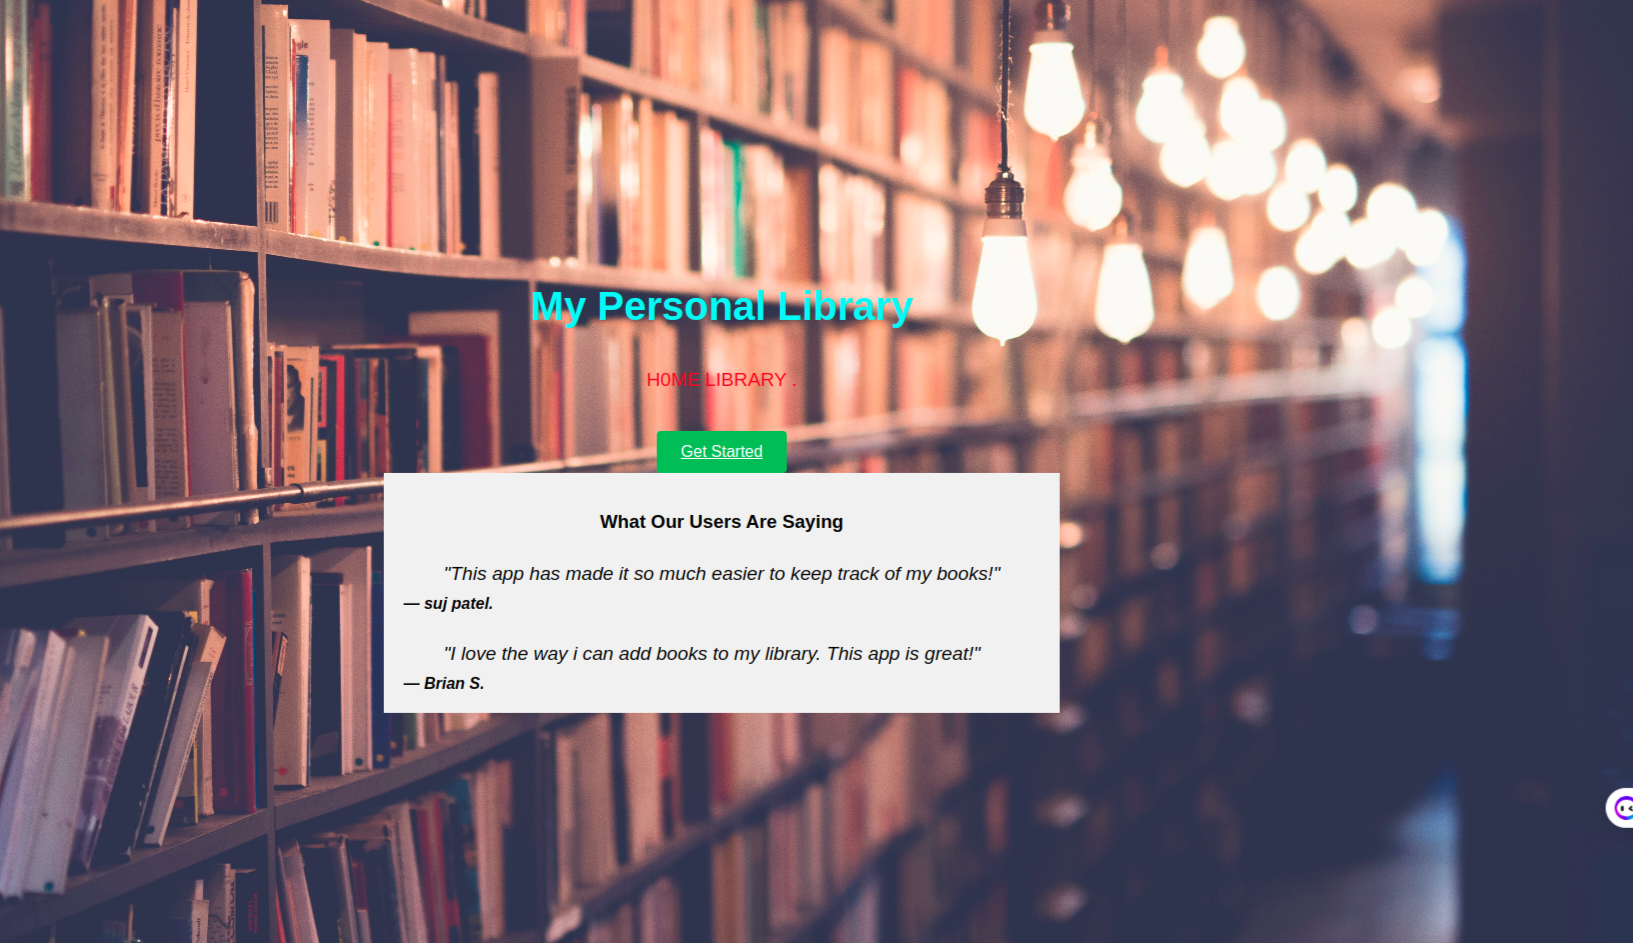 My Personal Library
H0ME LIBRARY .
Get Started
What Our Users Are Saying
"This app has made it so much easier to keep track of my books!"
— suj patel.
"I love the way i can add books to my library. This app is great!"
— Brian S.